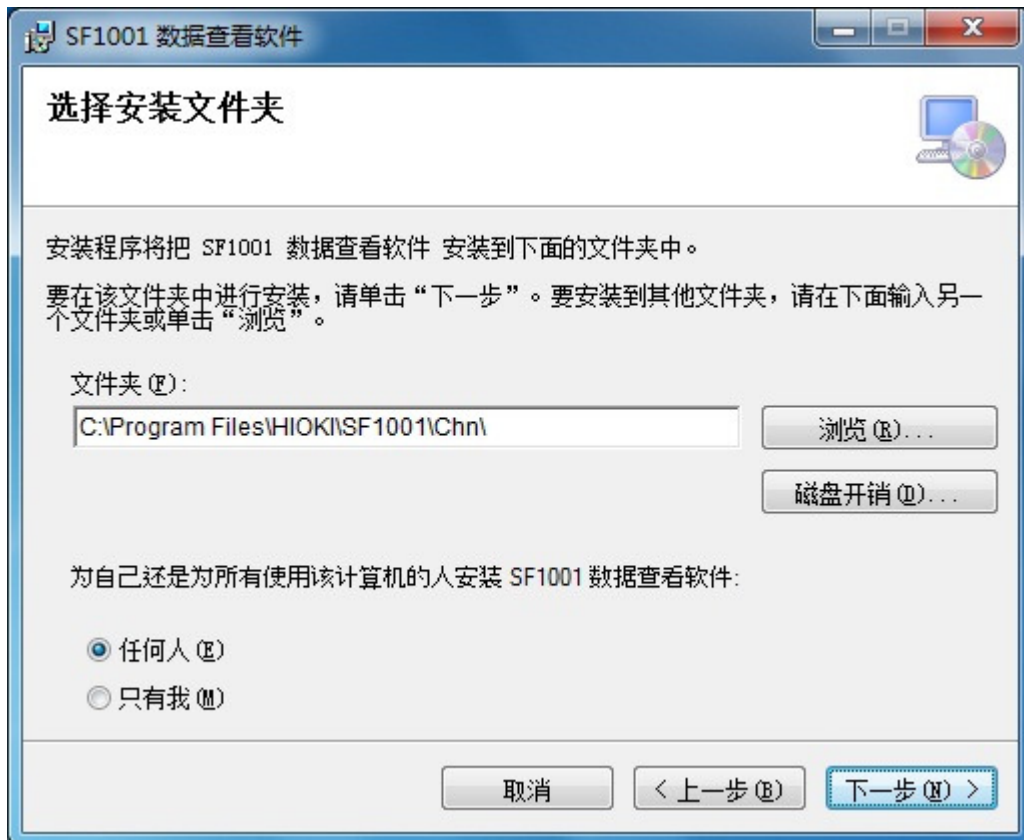 SF1001 数据查看软件
选择安装文件夹
安装程序将把 SF1001 数据查看软件 安装到下面的文件夹中。
要在该文件夹中进行安装，请单击“下一步”。要安装到其他文件夹，请在下面输入另一
个文件夹或单击“浏览”。
文件夹(F):
C:\Program Files\HIOKI\SF1001\Chn\
浏览(R)...
磁盘开销(D)...
为自己还是为所有使用该计算机的人安装 SF1001 数据查看软件:
任何人(E)
只有我(M)
取消
< 上一步(B)
下一步(N) >